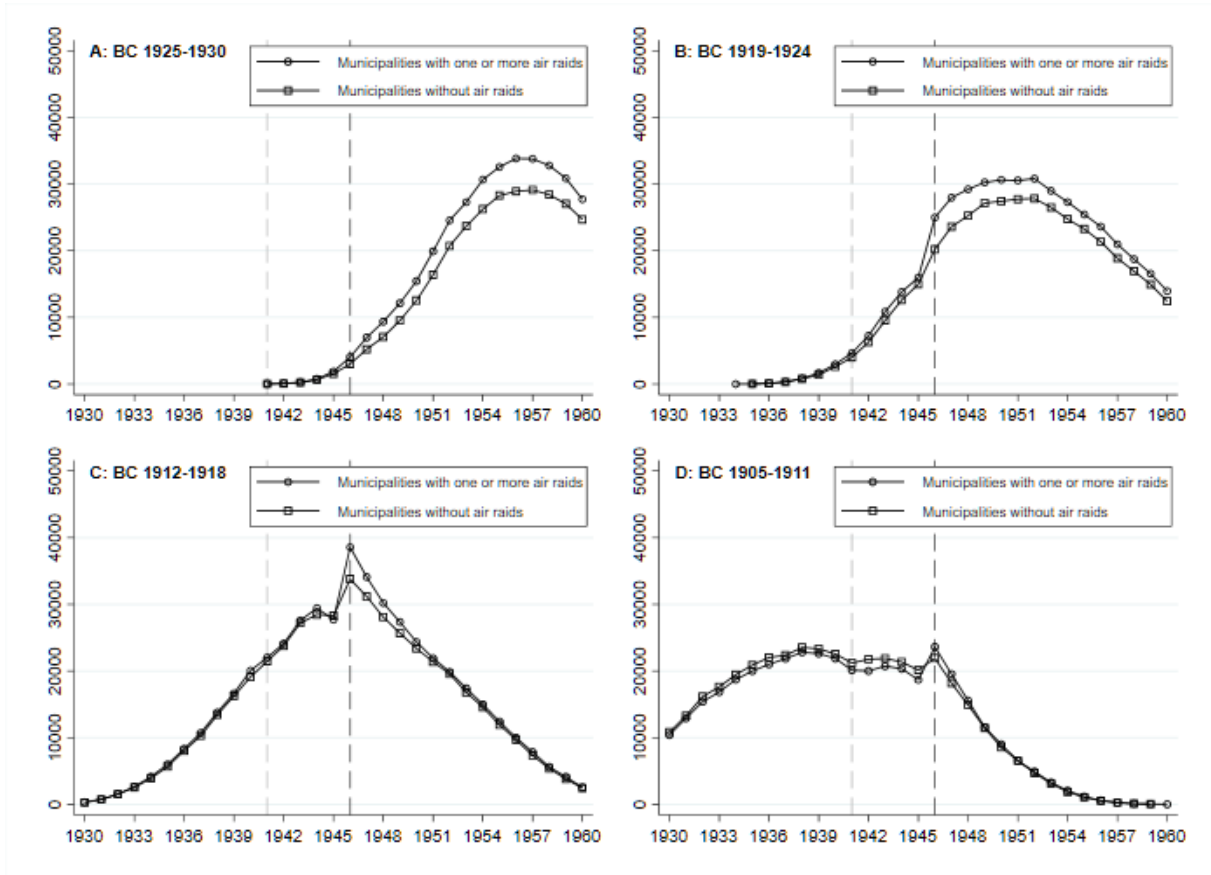 A: BC 1925-1930
Municipalities with one or more air raids
Municipalities without air raids
50000
40000
30000
20000
10000
0
1930 1933 1936 1939 1942 1945 1948 1951 1954 1957 1960
B: BC 1919-1924
Municipalities with one or more air raids
Municipalities without air raids
50000
40000
30000
20000
10000
0
1930 1933 1936 1939 1942 1945 1948 1951 1954 1957 1960
C: BC 1912-1918
Municipalities with one or more air raids
Municipalities without air raids
50000
40000
30000
20000
10000
0
1930 1933 1936 1939 1942 1945 1948 1951 1954 1957 1960
D: BC 1905-1911
Municipalities with one or more air raids
Municipalities without air raids
50000
40000
30000
20000
10000
0
1930 1933 1936 1939 1942 1945 1948 1951 1954 1957 1960